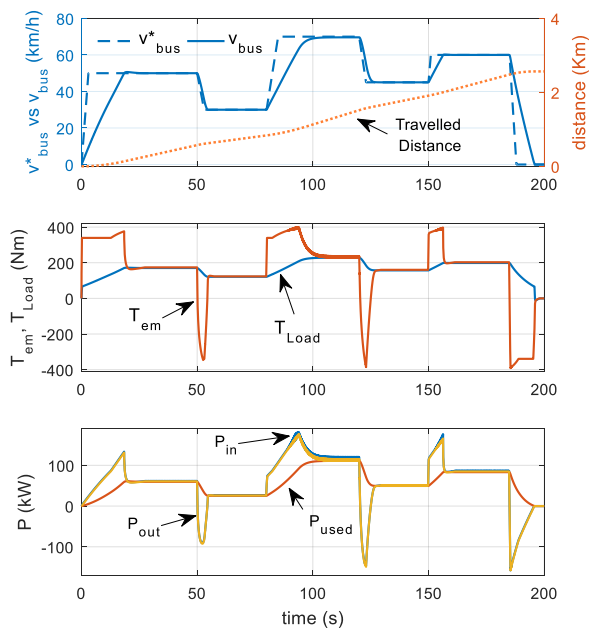 v*bus vs vbus (km/h)
80
60
40
20
0
v*bus
vbus
Travelled
Distance
4
2
0
distance (Km)
0
50
100
150
200
Tem, TLoad (Nm)
400
200
0
-200
-400
Tem
TLoad
0
50
100
150
200
P (kW)
100
0
-100
Pin
Pout
Pused
0
50
100
150
200
time (s)